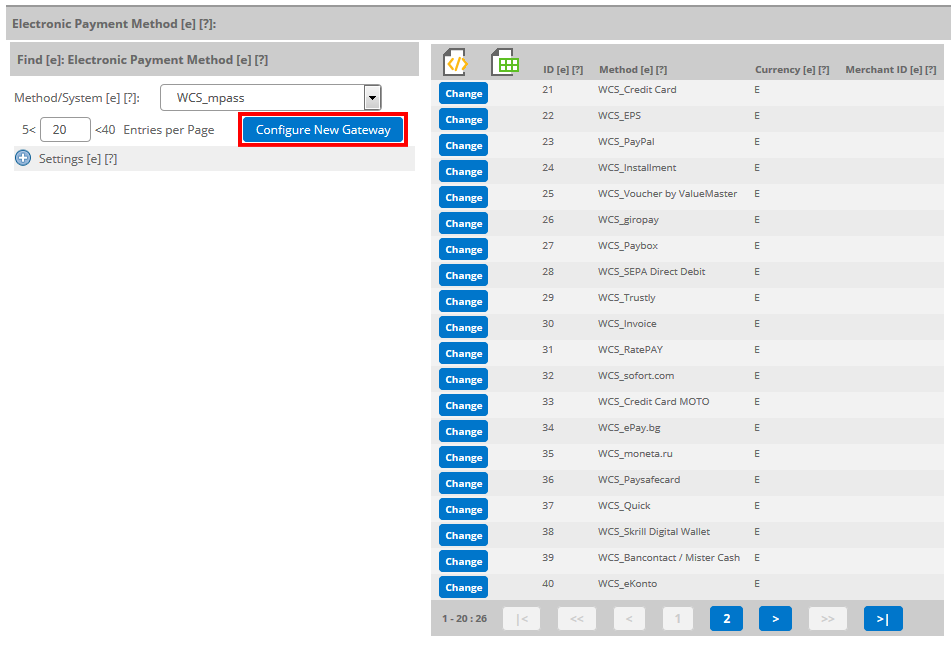 Electronic Payment Method [e] [?]:
Find [e]: Electronic Payment Method [e] [?]
Method/System [e] [?]: WCS_mpass
5< 20 <40 Entries per Page Configure New Gateway
Settings [e] [?]
ID [e] [?] Method [e] [?] Currency [e] [?] Merchant ID [e] [?]
Change 21 WCS_Credit Card E
Change 22 WCS_EPS E
Change 23 WCS_PayPal E
Change 24 WCS_Installment E
Change 25 WCS_Voucher by ValueMaster E
Change 26 WCS_giropay E
Change 27 WCS_Paybox E
Change 28 WCS_SEPA Direct Debit E
Change 29 WCS_Trustly E
Change 30 WCS_Invoice E
Change 31 WCS_RatePAY E
Change 32 WCS_sofort.com E
Change 33 WCS_Credit Card MOTO E
Change 34 WCS_ePay.bg E
Change 35 WCS_moneta.ru E
Change 36 WCS_Paysafecard E
Change 37 WCS_Quick E
Change 38 WCS_Skrill Digital Wallet E
Change 39 WCS_Bancontact / Mister Cash E
Change 40 WCS_eKonto E
1 - 20 : 26 |< << < 1 2 > >> >|